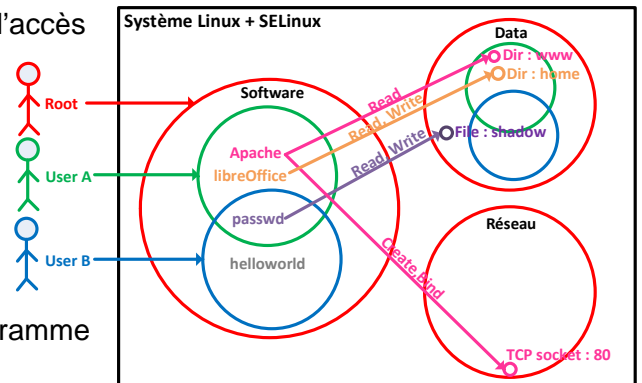 l'accès
Système Linux + SELinux
Data
Dir : www
Dir : home
Root
Software
Read
Read, Write
File : shadow
Apache
Read, Write
User A
libreOffice
passwd
Réseau
User B
helloworld
Create,Bind
ramme
TCP socket : 80